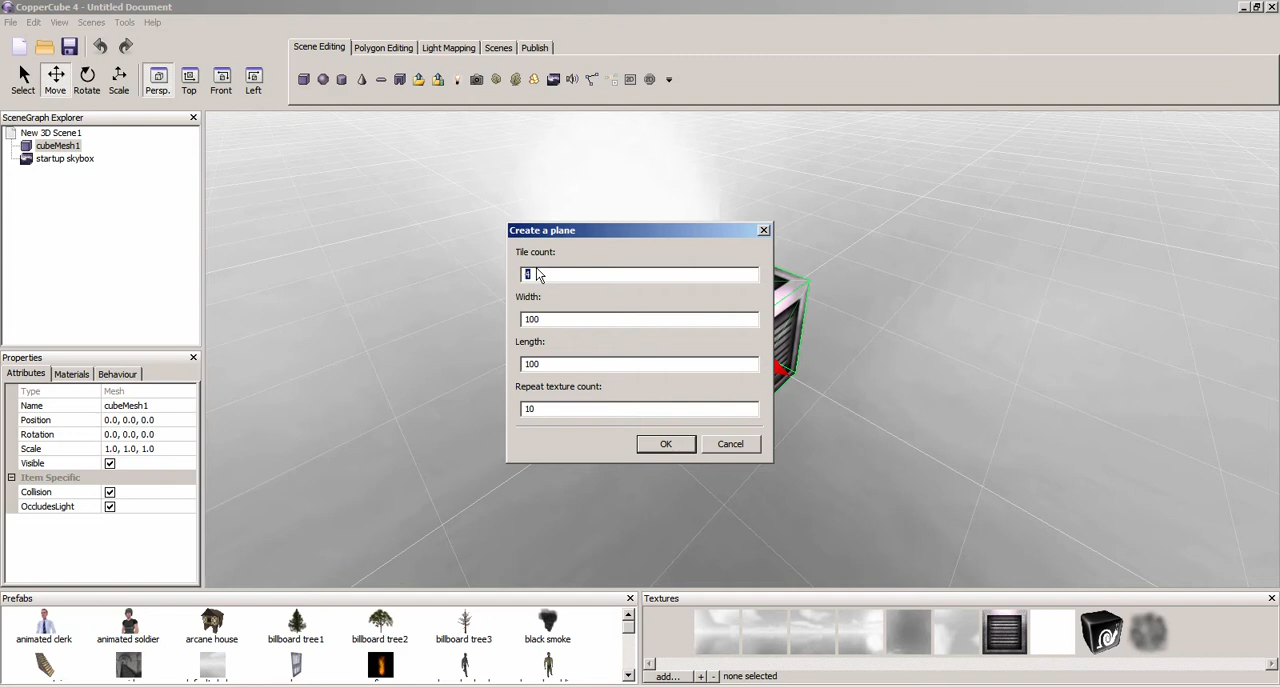 CopperCube 4 - Untitled Document
File Edit View Scenes Tools Help
Scene Editing Polygon Editing Light Mapping Scenes Publish
Select Move Rotate Scale Persp. Top Front Left
SceneGraph Explorer
New 3D Scene1
cubeMesh1
startup skybox
Create a plane
Tile count:
4
Width:
100
Length:
100
Repeat texture count:
10
OK Cancel
Properties
Attributes Materials Behaviour
Type Mesh
Name cubeMesh1
Position 0.0, 0.0, 0.0
Rotation 0.0, 0.0, 0.0
Scale 1.0, 1.0, 1.0
Visible
Item Specific
Collision
OccludesLight
Prefabs
animated clerk animated soldier arcane house billboard tree1 billboard tree2 billboard tree3 black smoke
Textures
add... + - none selected